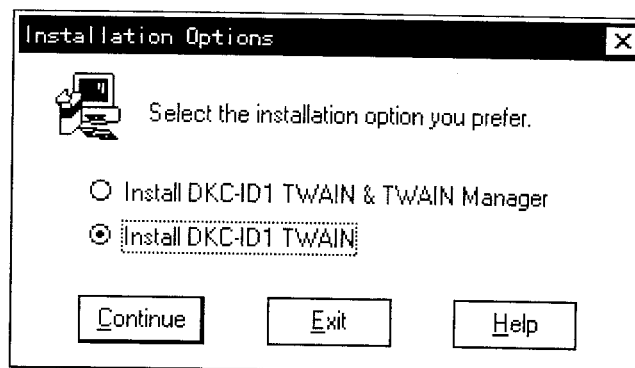 Installation Options
Select the installation option you prefer.
Install DKC-ID1 TWAIN & TWAIN Manager
Install DKC-ID1 TWAIN
Continue
Exit
Help